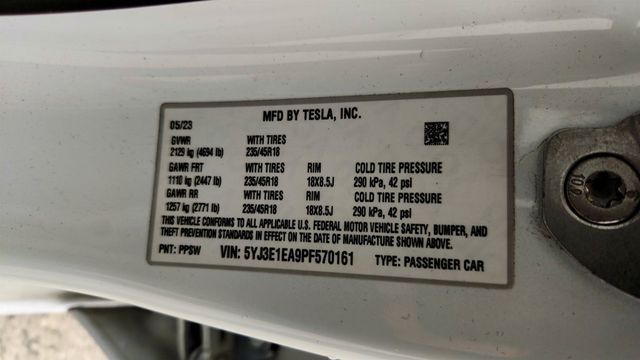 MFD BY TESLA, INC.
05/23
GVWR WITH TIRES
2129 kg (4694 lb) 235/45R18
GAWR FRT WITH TIRES RIM COLD TIRE PRESSURE
1110 kg (2447 lb) 235/45R18 18X8.5J 290 kPa, 42 psi
GAWR RR WITH TIRES RIM COLD TIRE PRESSURE
1257 kg (2771 lb) 235/45R18 18X8.5J 290 kPa, 42 psi
THIS VEHICLE CONFORMS TO ALL APPLICABLE U.S. FEDERAL MOTOR VEHICLE SAFETY, BUMPER, AND
THEFT PREVENTION STANDARDS IN EFFECT ON THE DATE OF MANUFACTURE SHOWN ABOVE.
PNT: PPSW VIN: 5YJ3E1EA9PF570161 TYPE: PASSENGER CAR